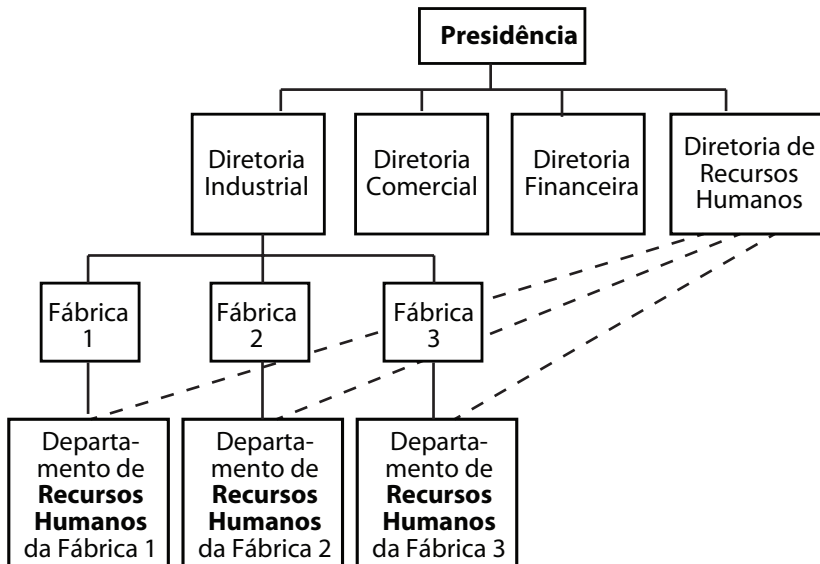 Presidência
Diretoria
Industrial
Diretoria
Comercial
Diretoria
Financeira
Diretoria de
Recursos
Humanos
Fábrica
1
Fábrica
2
Fábrica
3
Departa-
mento de
Recursos
Humanos
da Fábrica 1
Departa-
mento de
Recursos
Humanos
da Fábrica 2
Departa-
mento de
Recursos
Humanos
da Fábrica 3